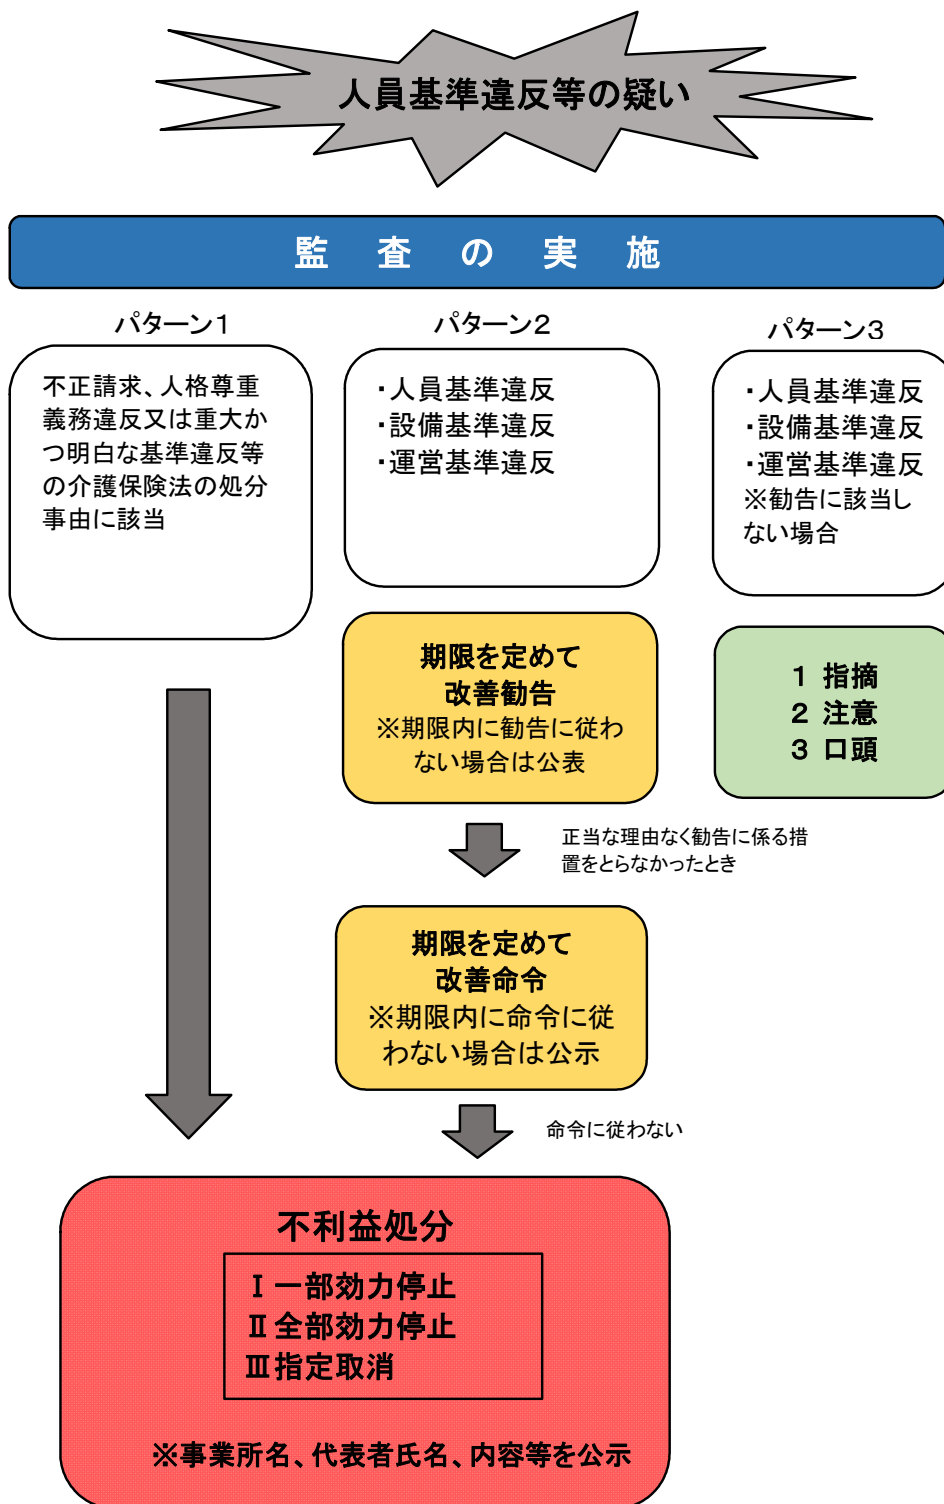 人員基準違反等の疑い
監　査　の　実　施
パターン1
不正請求、人格尊重
義務違反又は重大か
つ明白な基準違反等
の介護保険法の処分
事由に該当
パターン2
・人員基準違反
・設備基準違反
・運営基準違反
パターン3
・人員基準違反
・設備基準違反
・運営基準違反
※勧告に該当し
ない場合
期限を定めて
改善勧告
※期限内に勧告に従わ
ない場合は公表
1 指摘
2 注意
3 口頭
正当な理由なく勧告に係る措
置をとらなかったとき
期限を定めて
改善命令
※期限内に命令に従
わない場合は公示
命令に従わない
不利益処分
Ⅰ 一部効力停止
Ⅱ 全部効力停止
Ⅲ 指定取消
※事業所名、代表者氏名、内容等を公示